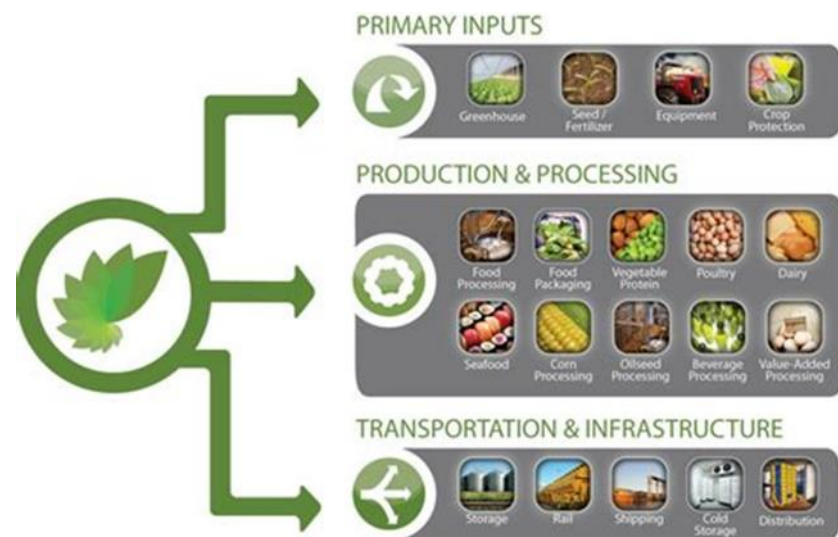 PRIMARY INPUTS
Greenhouse
Seed /
Fertilizer
Equipment
Crop
Protection
PRODUCTION & PROCESSING
Food
Processing
Food
Packaging
Vegetable
Protein
Poultry
Dairy
Seafood
Corn
Processing
Oilseed
Processing
Beverage
Processing
Value-Added
Processing
TRANSPORTATION & INFRASTRUCTURE
Storage
Rail
Shipping
Cold
Storage
Distribution